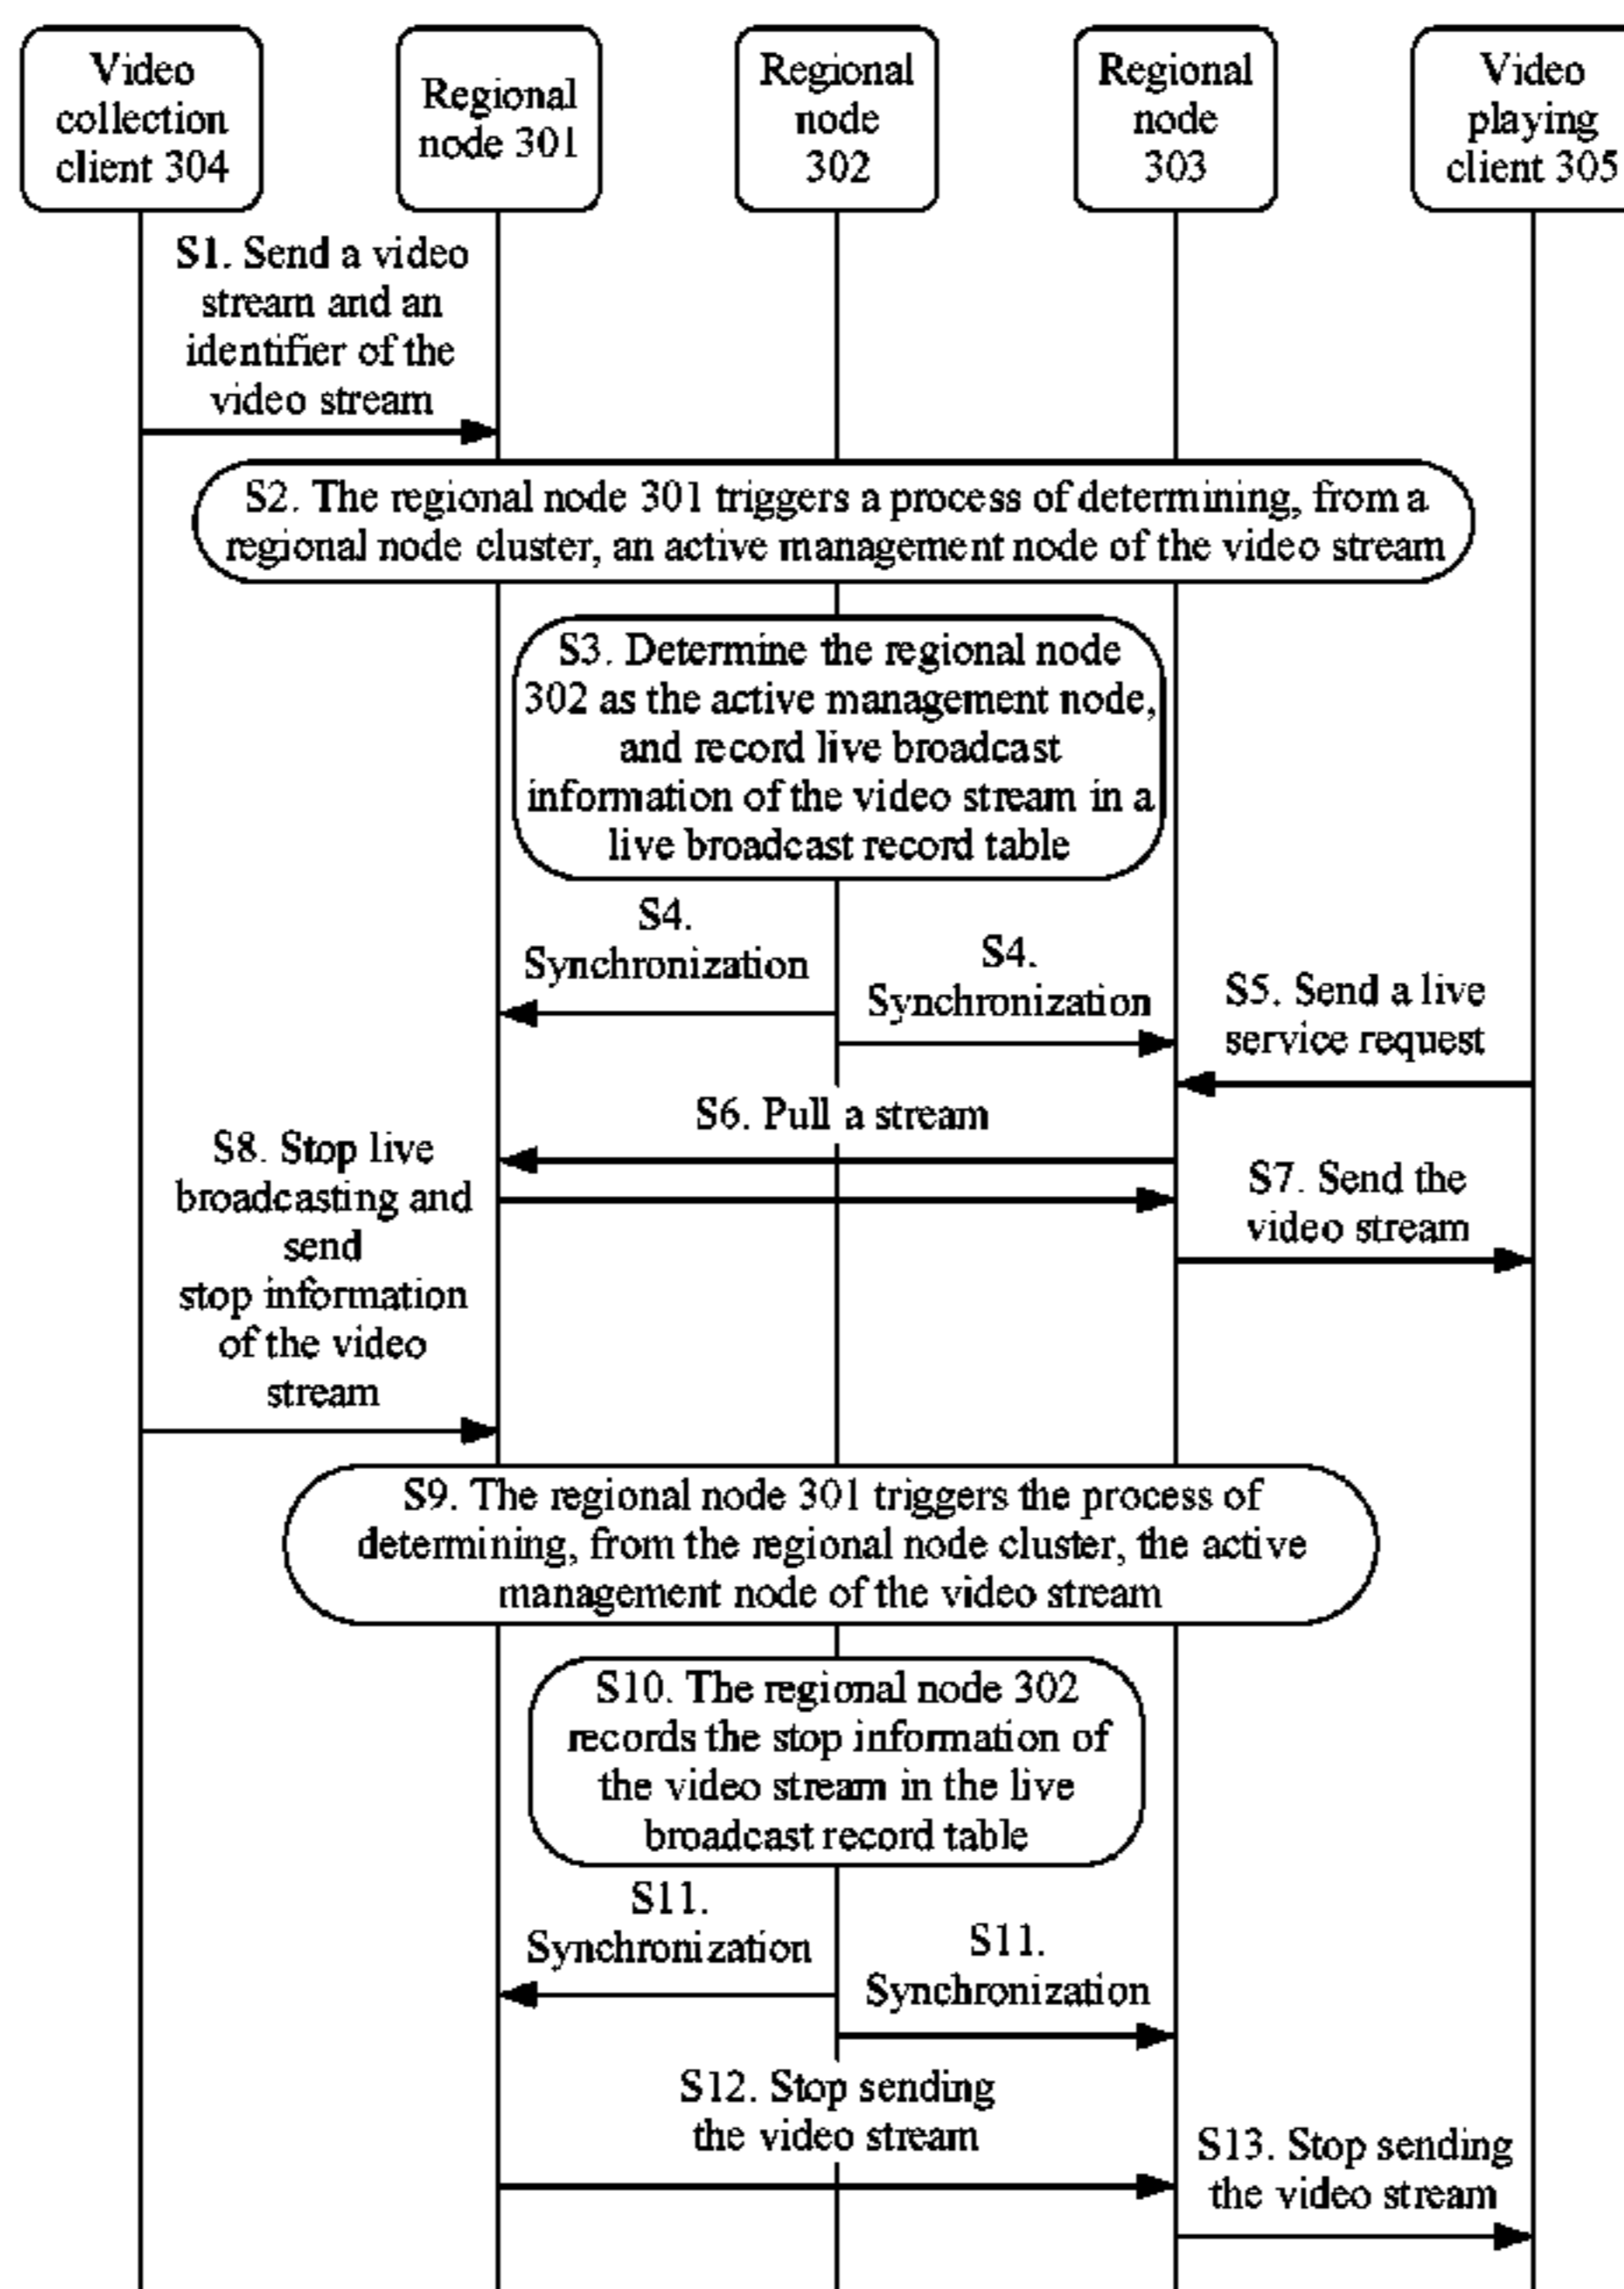 Video
collection
client 304
Regional
node 301
Regional
node
302
Regional
node
303
Video
playing
client 305
S1. Send a video
stream and an
identifier of the
video stream
S2. The regional node 301 triggers a process of determining, from a
regional node cluster, an active management node of the video stream
S3. Determine the regional node
302 as the active management node,
and record live broadcast
information of the video stream in a
live broadcast record table
S4.
Synchronization
S4.
Synchronization
S5. Send a live
service request
S6. Pull a stream
S7. Send the
video stream
S8. Stop live
broadcasting and
send
stop information
of the video
stream
S9. The regional node 301 triggers the process of
determining, from the regional node cluster, the active
management node of the video stream
S10. The regional node 302
records the stop information of
the video stream in the live
broadcast record table
S11.
Synchronization
S11.
Synchronization
S12. Stop sending
the video stream
S13. Stop sending
the video stream